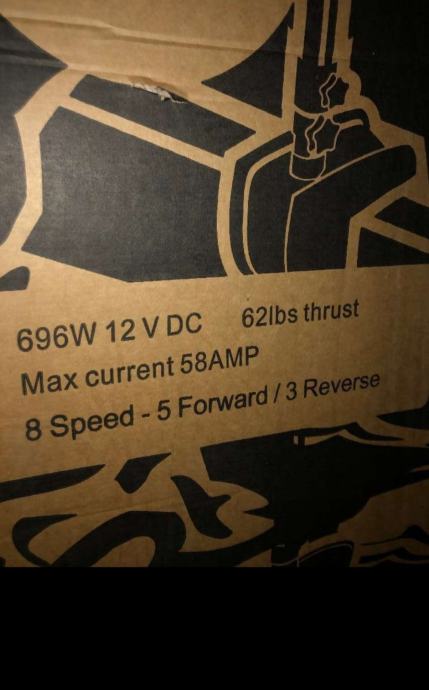 696W 12 V DC 62lbs thrust
Max current 58AMP
8 Speed - 5 Forward / 3 Reverse